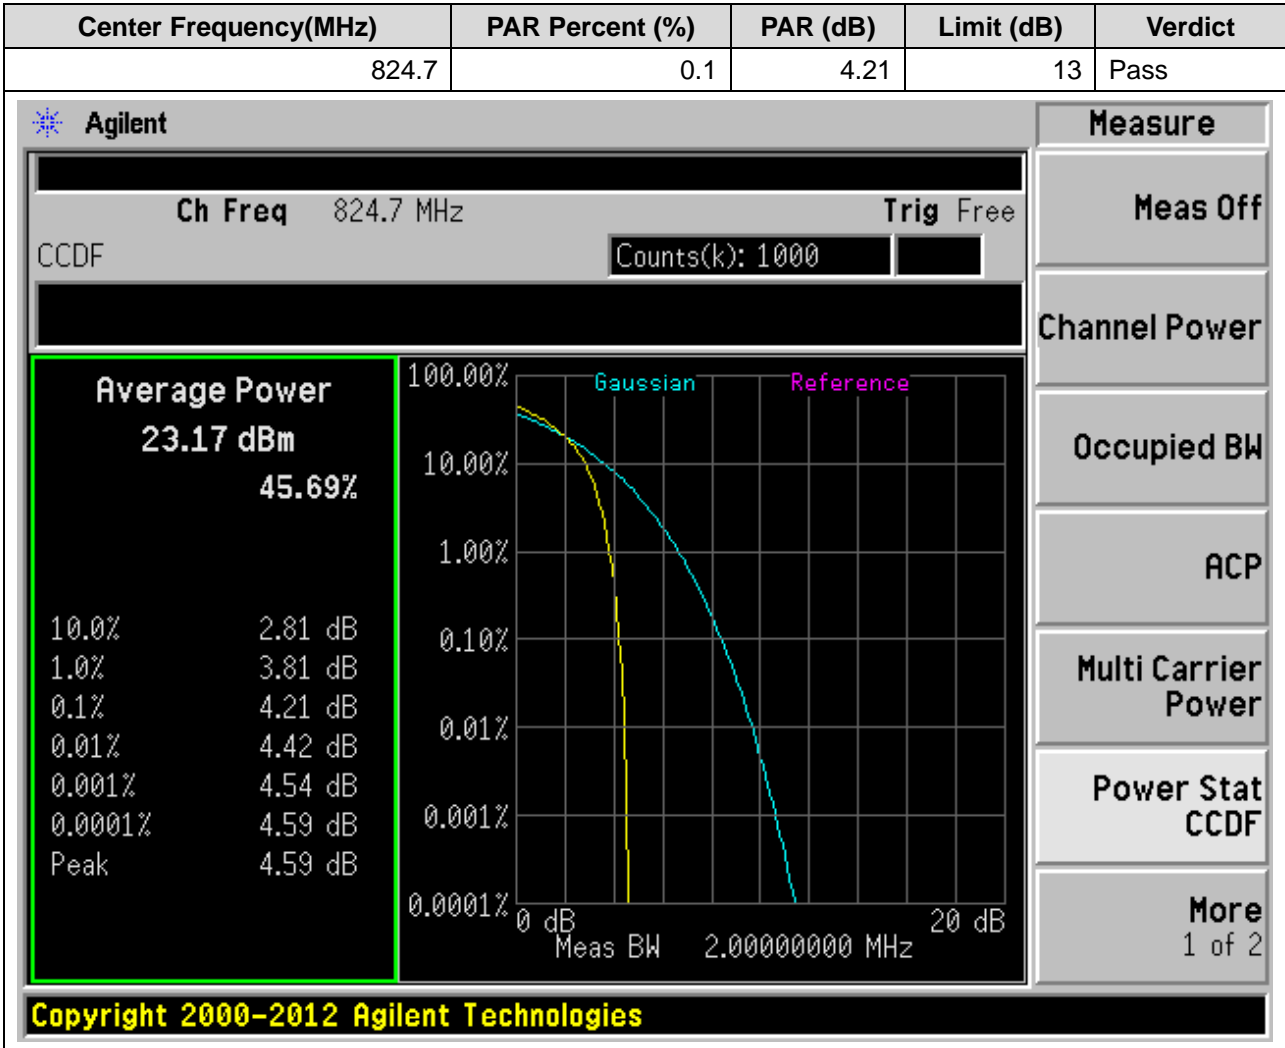 Center Frequency(MHz) PAR Percent (%) PAR (dB) Limit (dB) Verdict
824.7 0.1 4.21 13 Pass
Agilent
Measure
Ch Freq 824.7 MHz Trig Free
CCDF
Counts(k): 1000
Average Power
23.17 dBm
45.69%
10.0% 2.81 dB
1.0% 3.81 dB
0.1% 4.21 dB
0.01% 4.42 dB
0.001% 4.54 dB
0.0001% 4.59 dB
Peak 4.59 dB
Gaussian Reference
100.00%
10.00%
1.00%
0.10%
0.01%
0.001%
0.0001%
0 dB 20 dB
Meas BW 2.00000000 MHz
Meas Off
Channel Power
Occupied BW
ACP
Multi Carrier
Power
Power Stat
CCDF
More
1 of 2
Copyright 2000-2012 Agilent Technologies